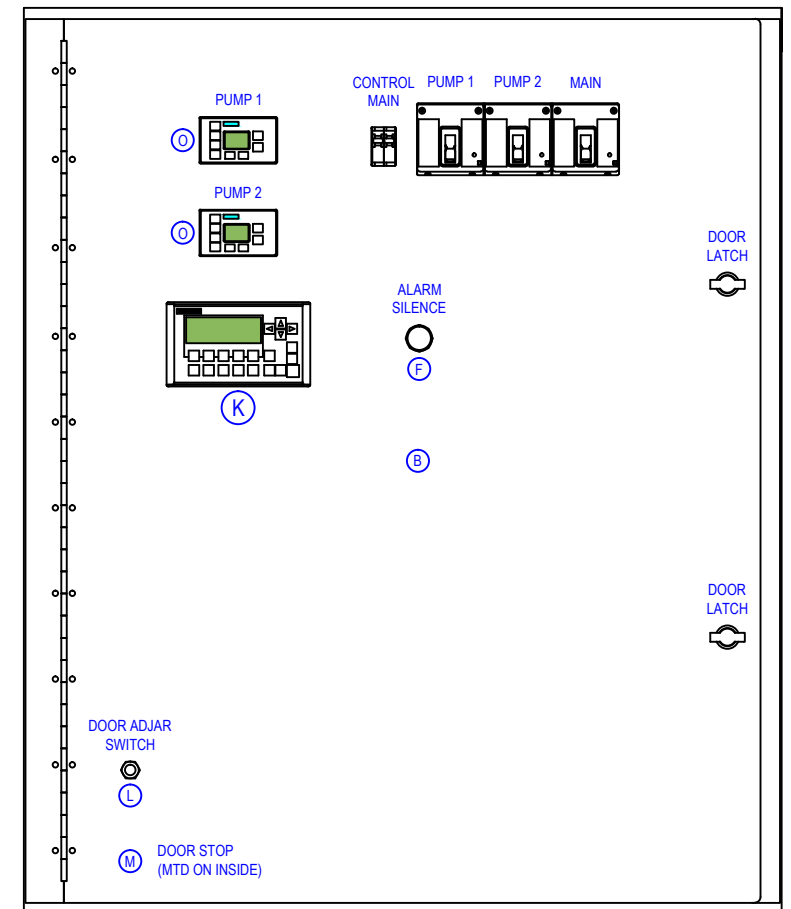 PUMP 1
CONTROL
MAIN
PUMP 1
PUMP 2
MAIN
O
PUMP 2
O
DOOR
LATCH
ALARM
SILENCE
F
K
B
DOOR
LATCH
DOOR ADJAR
SWITCH
L
M
DOOR STOP
(MTD ON INSIDE)